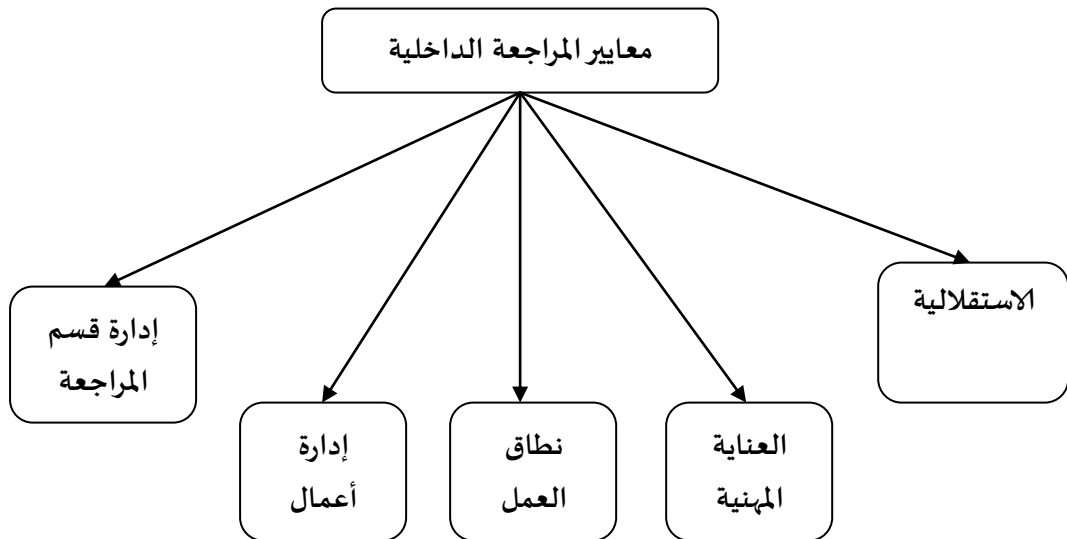 معايير المراجعة الداخلية
الاستقلالية
العناية
المهنية
نطاق
العمل
إدارة
أعمال
إدارة قسم
المراجعة